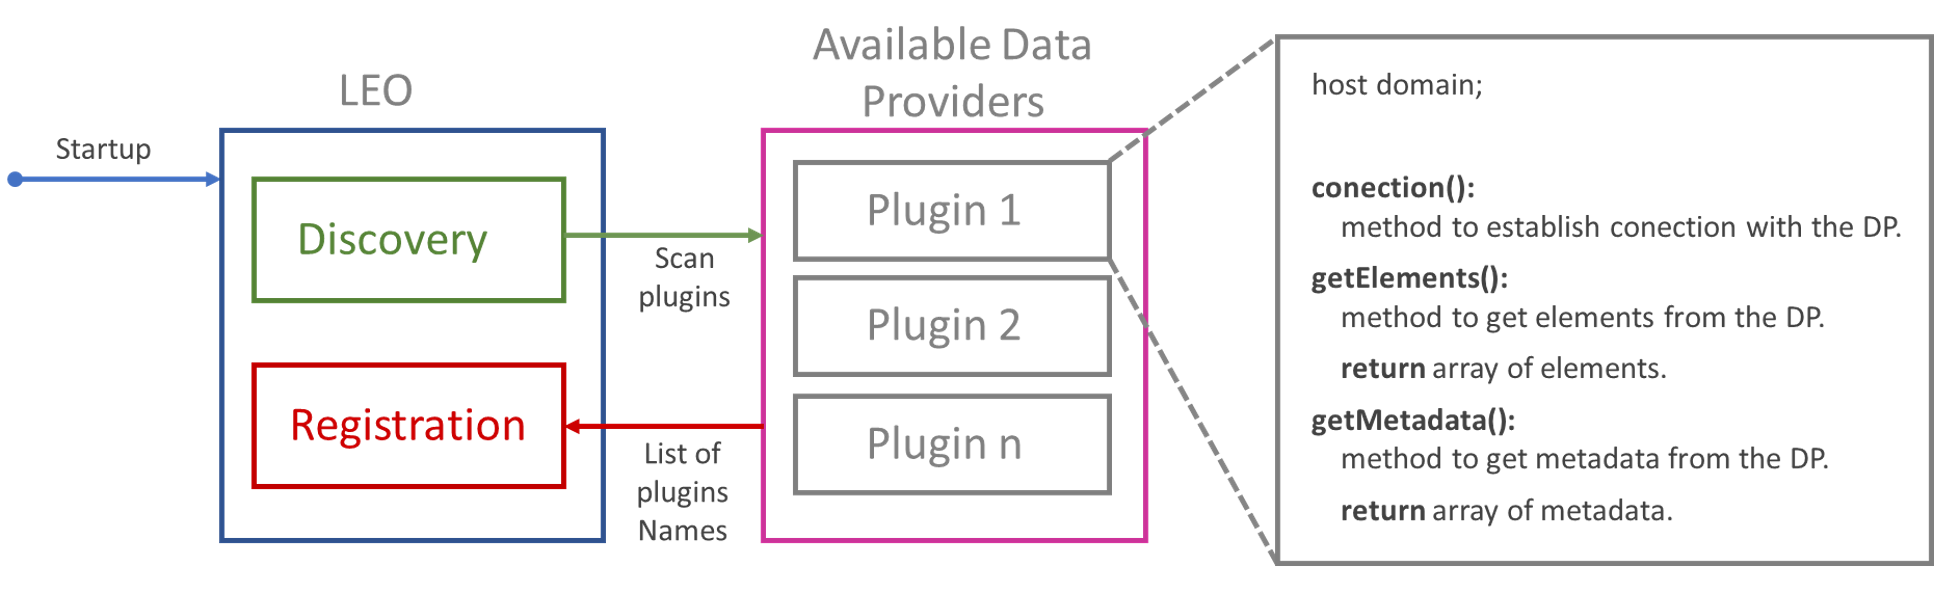 Startup
LEO
Discovery
Registration
Scan
plugins
List of
plugins
Names
Available Data
Providers
Plugin 1
Plugin 2
Plugin n
host domain;
conection():
method to establish conection with the DP.
getElements():
method to get elements from the DP.
return array of elements.
getMetadata():
method to get metadata from the DP.
return array of metadata.